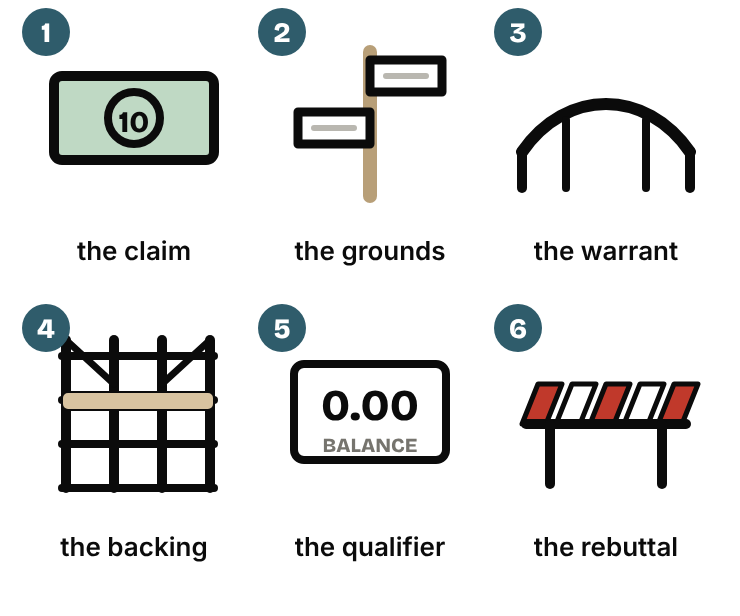 1
2
3
10
the claim
the grounds
the warrant
4
5
6
0.00
BALANCE
the backing
the qualifier
the rebuttal